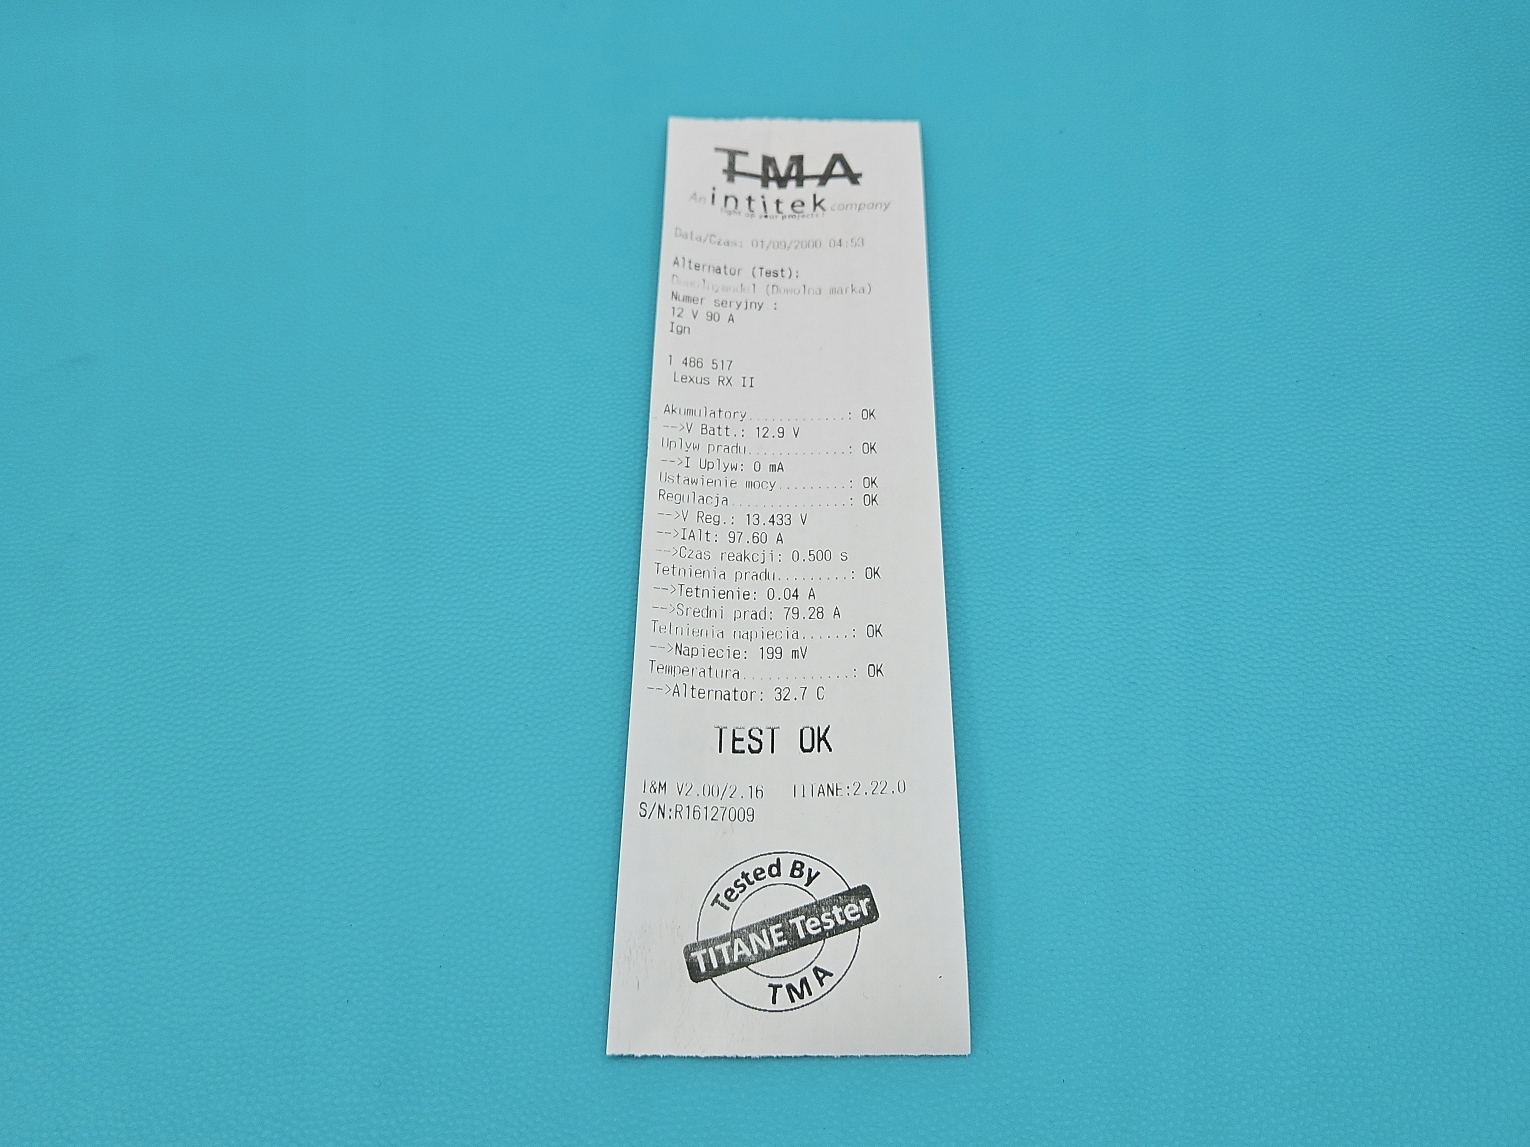 TMA
An intitek company
light up your projects!
Data/Czas: 01/09/2000 04:53
Alternator (Test):
(Dowolna marka)
Numer seryjny :
12 V 90 A
Ign
1 486 517
Lexus RX II
Akumulatory............: OK
-->V Batt.: 12.9 V
Uplyw pradu............: OK
-->I Uplyw: 0 mA
Ustawienie mocy........: OK
Regulacja..............: OK
-->V Reg.: 13.433 V
-->IAlt: 97.60 A
-->Czas reakcji: 0.500 s
Tetnienia pradu.........: OK
-->Tetnienie: 0.04 A
-->Sredni prad: 79.28 A
Tetnienia napiecia......: OK
-->Napiecie: 199 mV
Temperatura.............: OK
-->Alternator: 32.7 C
TEST OK
I&M V2.00/2.16 TITANE:2.22.0
S/N:R16127009
Tested By
TITANE Tester
TMA